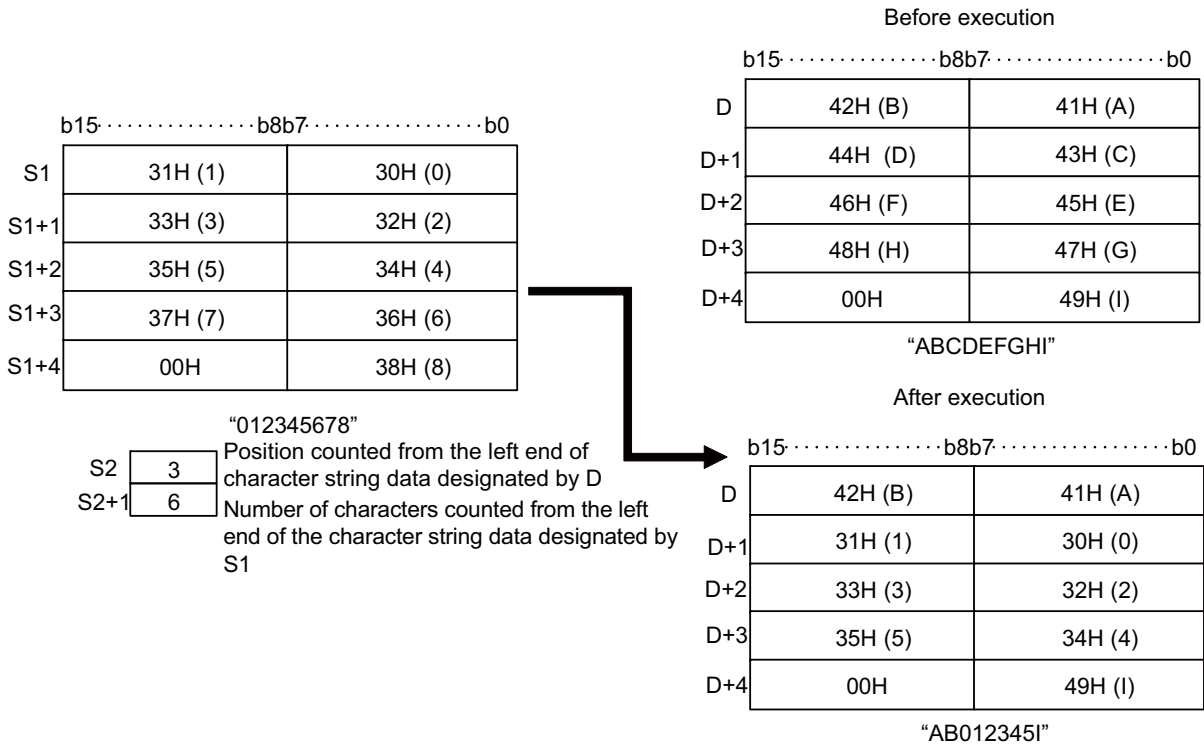 b15················b8b7··················b0
S1 31H (1) 30H (0)
S1+1 33H (3) 32H (2)
S1+2 35H (5) 34H (4)
S1+3 37H (7) 36H (6)
S1+4 00H 38H (8)
“012345678”
S2 3 Position counted from the left end of
character string data designated by D
S2+1 6 Number of characters counted from the left
end of the character string data designated by
S1
Before execution
b15················b8b7··················b0
D 42H (B) 41H (A)
D+1 44H (D) 43H (C)
D+2 46H (F) 45H (E)
D+3 48H (H) 47H (G)
D+4 00H 49H (I)
“ABCDEFGHI”
After execution
b15················b8b7··················b0
D 42H (B) 41H (A)
D+1 31H (1) 30H (0)
D+2 33H (3) 32H (2)
D+3 35H (5) 34H (4)
D+4 00H 49H (I)
“AB012345I”